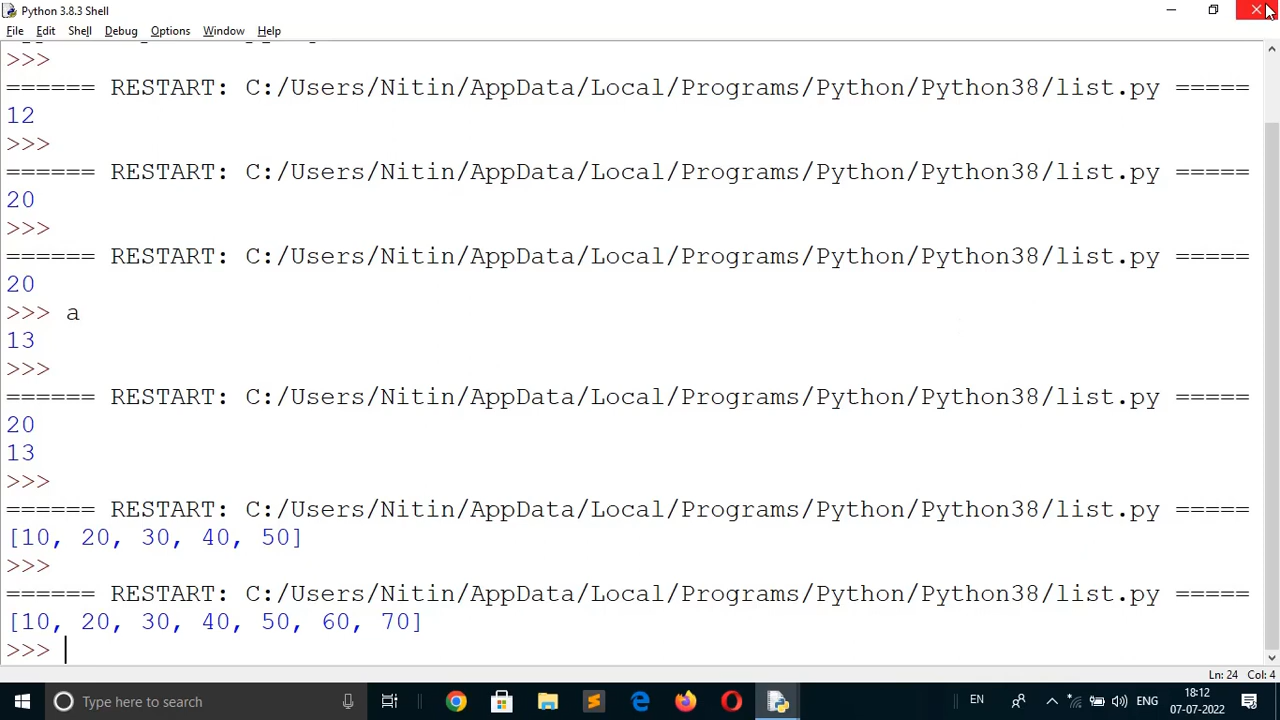 Python 3.8.3 Shell
File Edit Shell Debug Options Window Help
>>>
====== RESTART: C:/Users/Nitin/AppData/Local/Programs/Python/Python38/list.py =====
12
>>>
====== RESTART: C:/Users/Nitin/AppData/Local/Programs/Python/Python38/list.py =====
20
>>>
====== RESTART: C:/Users/Nitin/AppData/Local/Programs/Python/Python38/list.py =====
20
>>> a
13
>>>
====== RESTART: C:/Users/Nitin/AppData/Local/Programs/Python/Python38/list.py =====
20
13
>>>
====== RESTART: C:/Users/Nitin/AppData/Local/Programs/Python/Python38/list.py =====
[10, 20, 30, 40, 50]
>>>
====== RESTART: C:/Users/Nitin/AppData/Local/Programs/Python/Python38/list.py =====
[10, 20, 30, 40, 50, 60, 70]
>>>
Ln: 24 Col: 4
Type here to search
EN
ENG
18:12
07-07-2022